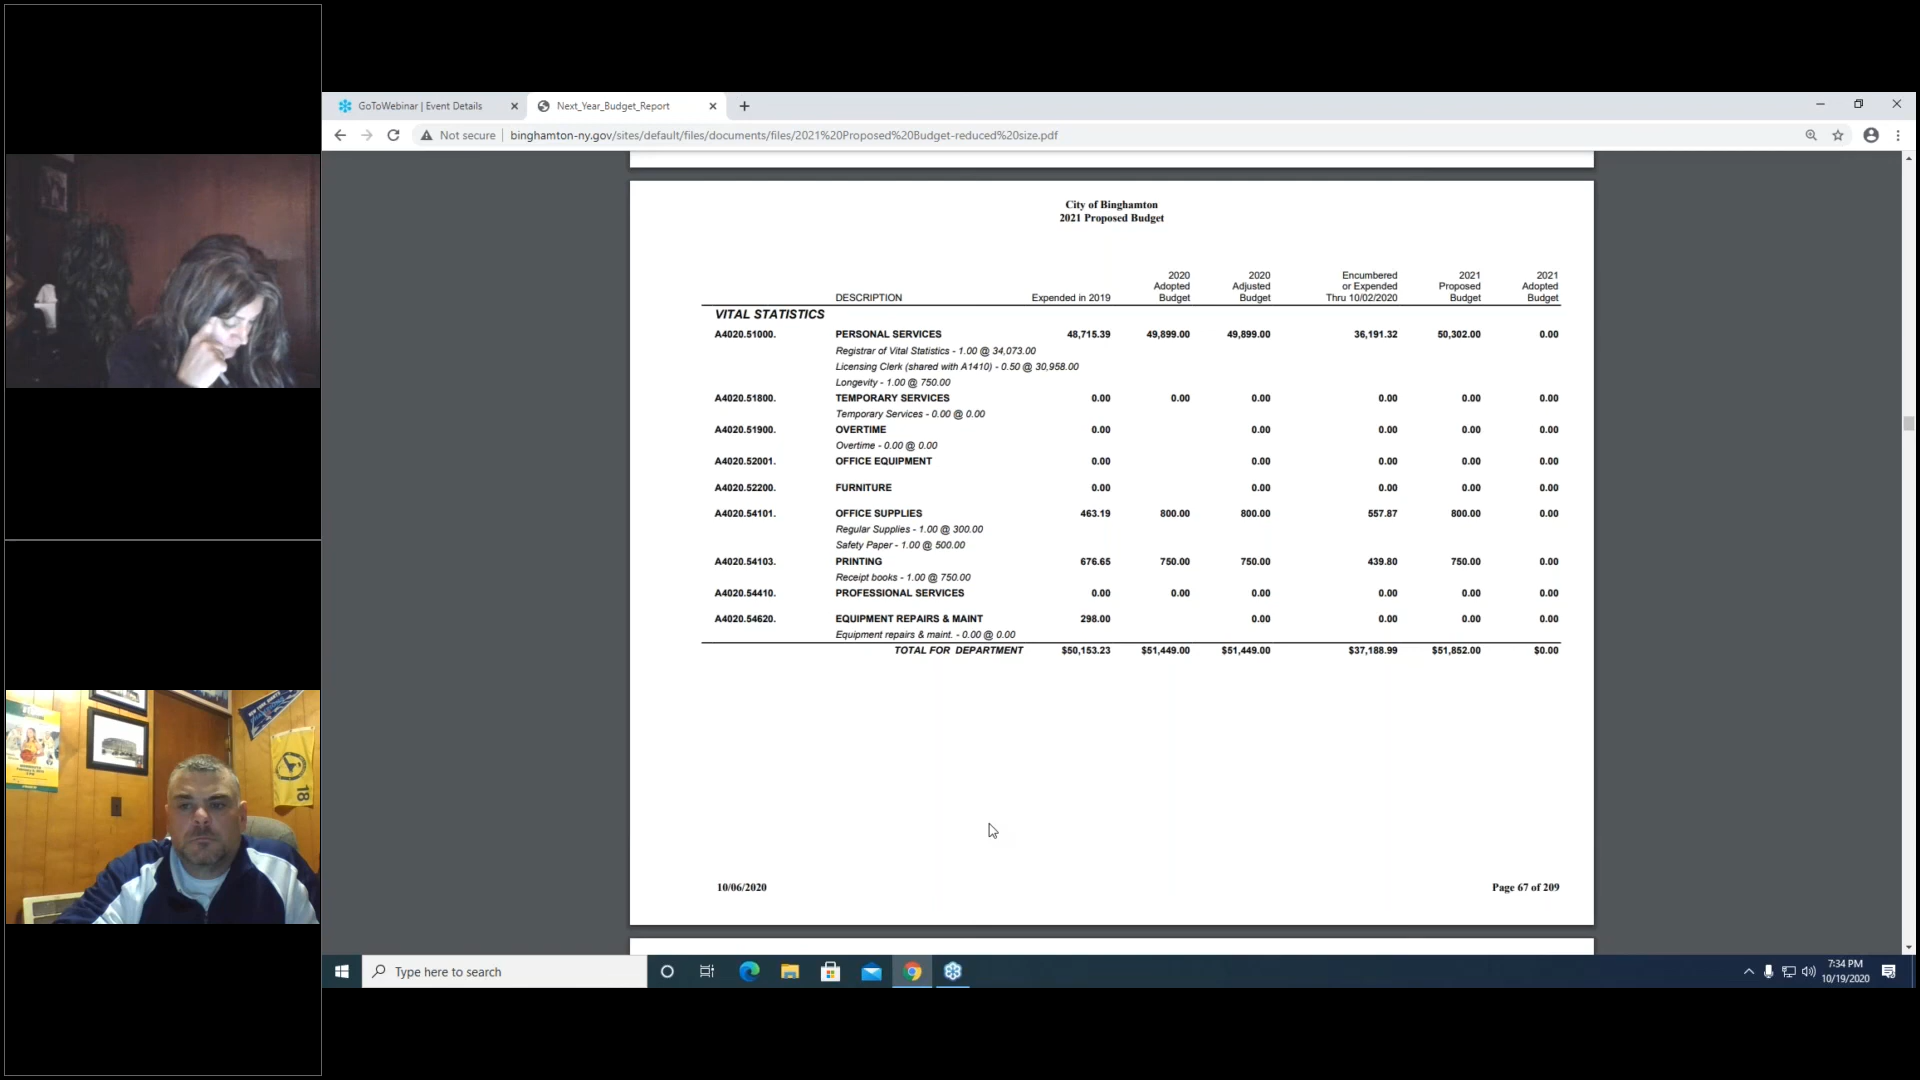 GoToWebinar | Event Details
Next_Year_Budget_Report
Not secure binghamton-ny.gov/sites/default/files/documents/files/2021%20Proposed%20Budget-reduced%20size.pdf
City of Binghamton
2021 Proposed Budget
DESCRIPTION Expended in 2019 2020 Adopted Budget 2020 Adjusted Budget Encumbered or Expended Thru 10/02/2020 2021 Proposed Budget 2021 Adopted Budget
VITAL STATISTICS
A4020.51000. PERSONAL SERVICES 48,715.39 49,899.00 49,899.00 36,191.32 50,302.00 0.00
Registrar of Vital Statistics - 1.00 @ 34,073.00
Licensing Clerk (shared with A1410) - 0.50 @ 30,958.00
Longevity - 1.00 @ 750.00
A4020.51800. TEMPORARY SERVICES 0.00 0.00 0.00 0.00 0.00 0.00
Temporary Services - 0.00 @ 0.00
A4020.51900. OVERTIME 0.00 0.00 0.00 0.00 0.00
Overtime - 0.00 @ 0.00
A4020.52001. OFFICE EQUIPMENT 0.00 0.00 0.00 0.00 0.00
A4020.52200. FURNITURE 0.00 0.00 0.00 0.00 0.00
A4020.54101. OFFICE SUPPLIES 463.19 800.00 800.00 557.87 800.00 0.00
Regular Supplies - 1.00 @ 300.00
Safety Paper - 1.00 @ 500.00
A4020.54103. PRINTING 676.65 750.00 750.00 439.80 750.00 0.00
Receipt books - 1.00 @ 750.00
A4020.54410. PROFESSIONAL SERVICES 0.00 0.00 0.00 0.00 0.00 0.00
A4020.54620. EQUIPMENT REPAIRS & MAINT 298.00 0.00 0.00 0.00 0.00
Equipment repairs & maint. - 0.00 @ 0.00
TOTAL FOR DEPARTMENT $50,153.23 $51,449.00 $51,449.00 $37,188.99 $51,852.00 $0.00
10/06/2020 Page 67 of 209
Type here to search
7:34 PM
10/19/2020
18